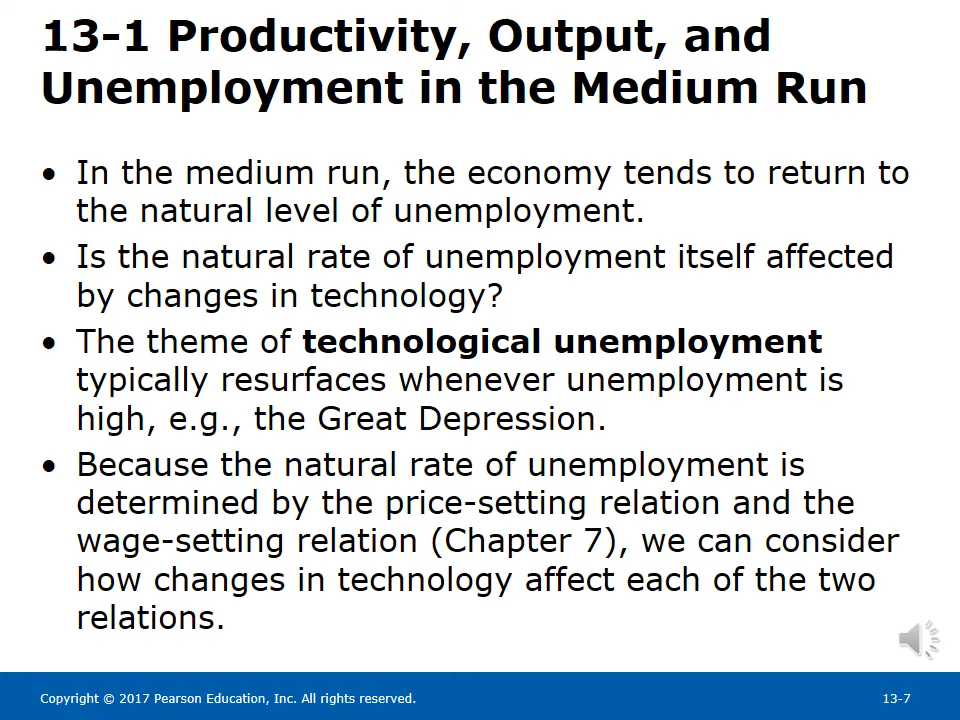 13-1 Productivity, Output, and
Unemployment in the Medium Run
• In the medium run, the economy tends to return to
the natural level of unemployment.
• Is the natural rate of unemployment itself affected
by changes in technology?
• The theme of technological unemployment
typically resurfaces whenever unemployment is
high, e.g., the Great Depression.
• Because the natural rate of unemployment is
determined by the price-setting relation and the
wage-setting relation (Chapter 7), we can consider
how changes in technology affect each of the two
relations.
Copyright © 2017 Pearson Education, Inc. All rights reserved.
13-7